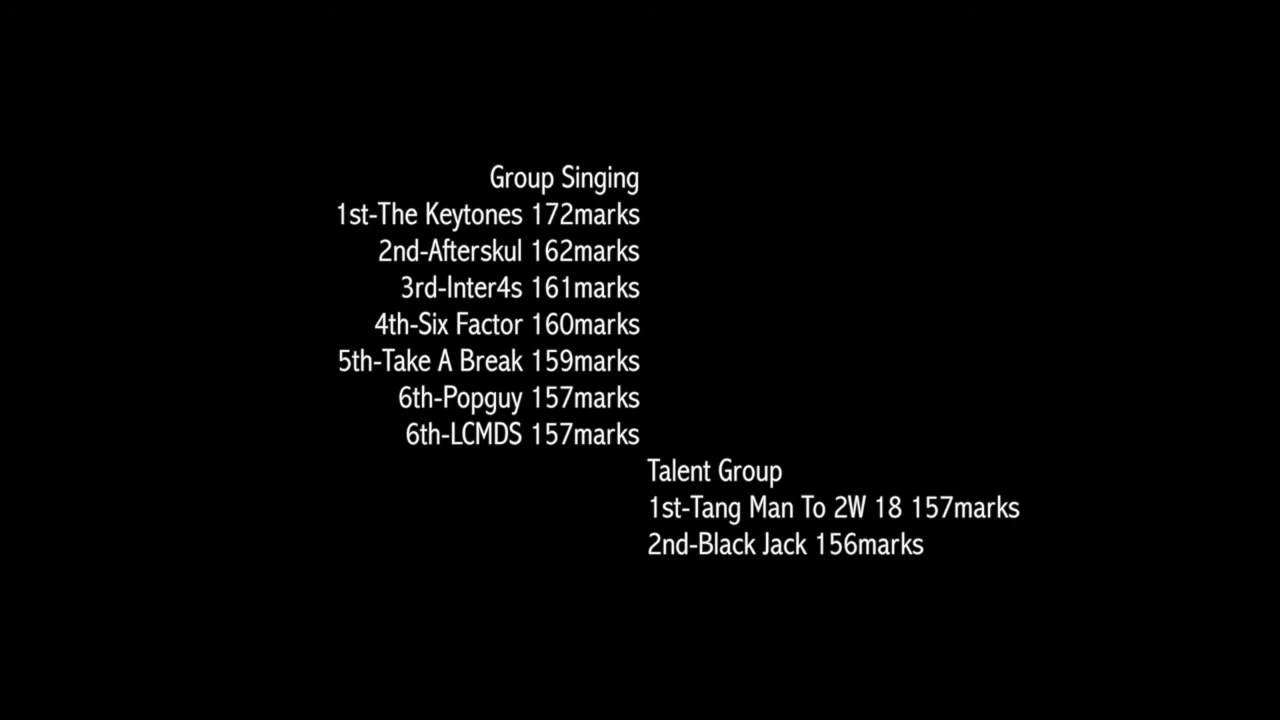 Group Singing
1st-The Keytones 172marks
2nd-Afterskul 162marks
3rd-Inter4s 161marks
4th-Six Factor 160marks
5th-Take A Break 159marks
6th-Popguy 157marks
6th-LCMDS 157marks
Talent Group
1st-Tang Man To 2W 18 157marks
2nd-Black Jack 156marks